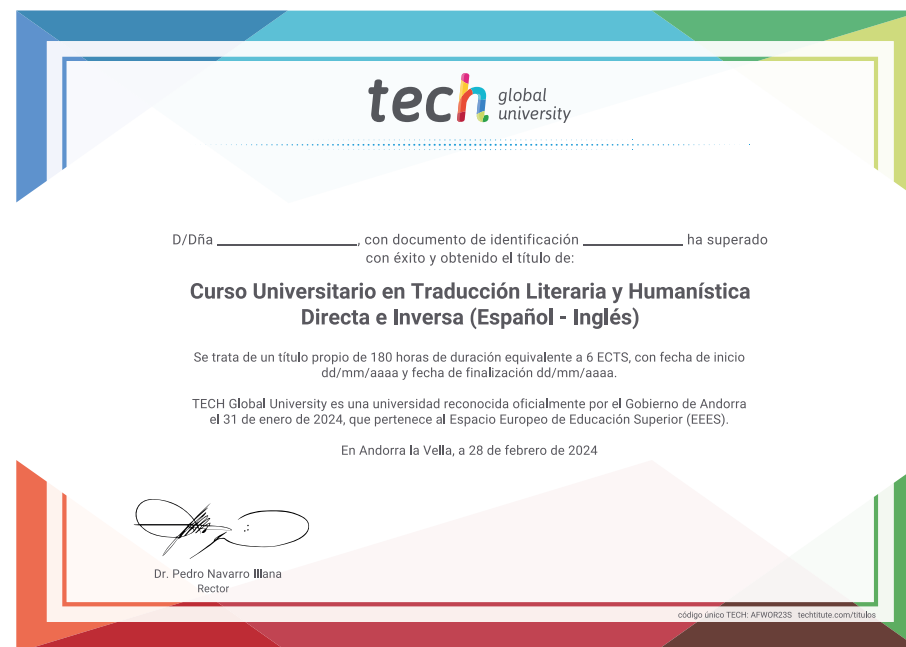 tech global university
D/Dña ____________________, con documento de identificación ______________ ha superado
con éxito y obtenido el título de:
Curso Universitario en Traducción Literaria y Humanística
Directa e Inversa (Español - Inglés)
Se trata de un título propio de 180 horas de duración equivalente a 6 ECTS, con fecha de inicio
dd/mm/aaaa y fecha de finalización dd/mm/aaaa.
TECH Global University es una universidad reconocida oficialmente por el Gobierno de Andorra
el 31 de enero de 2024, que pertenece al Espacio Europeo de Educación Superior (EEES).
En Andorra la Vella, a 28 de febrero de 2024
Dr. Pedro Navarro Illana
Rector
código único TECH: AFWOR23S techtitute.com/titulos